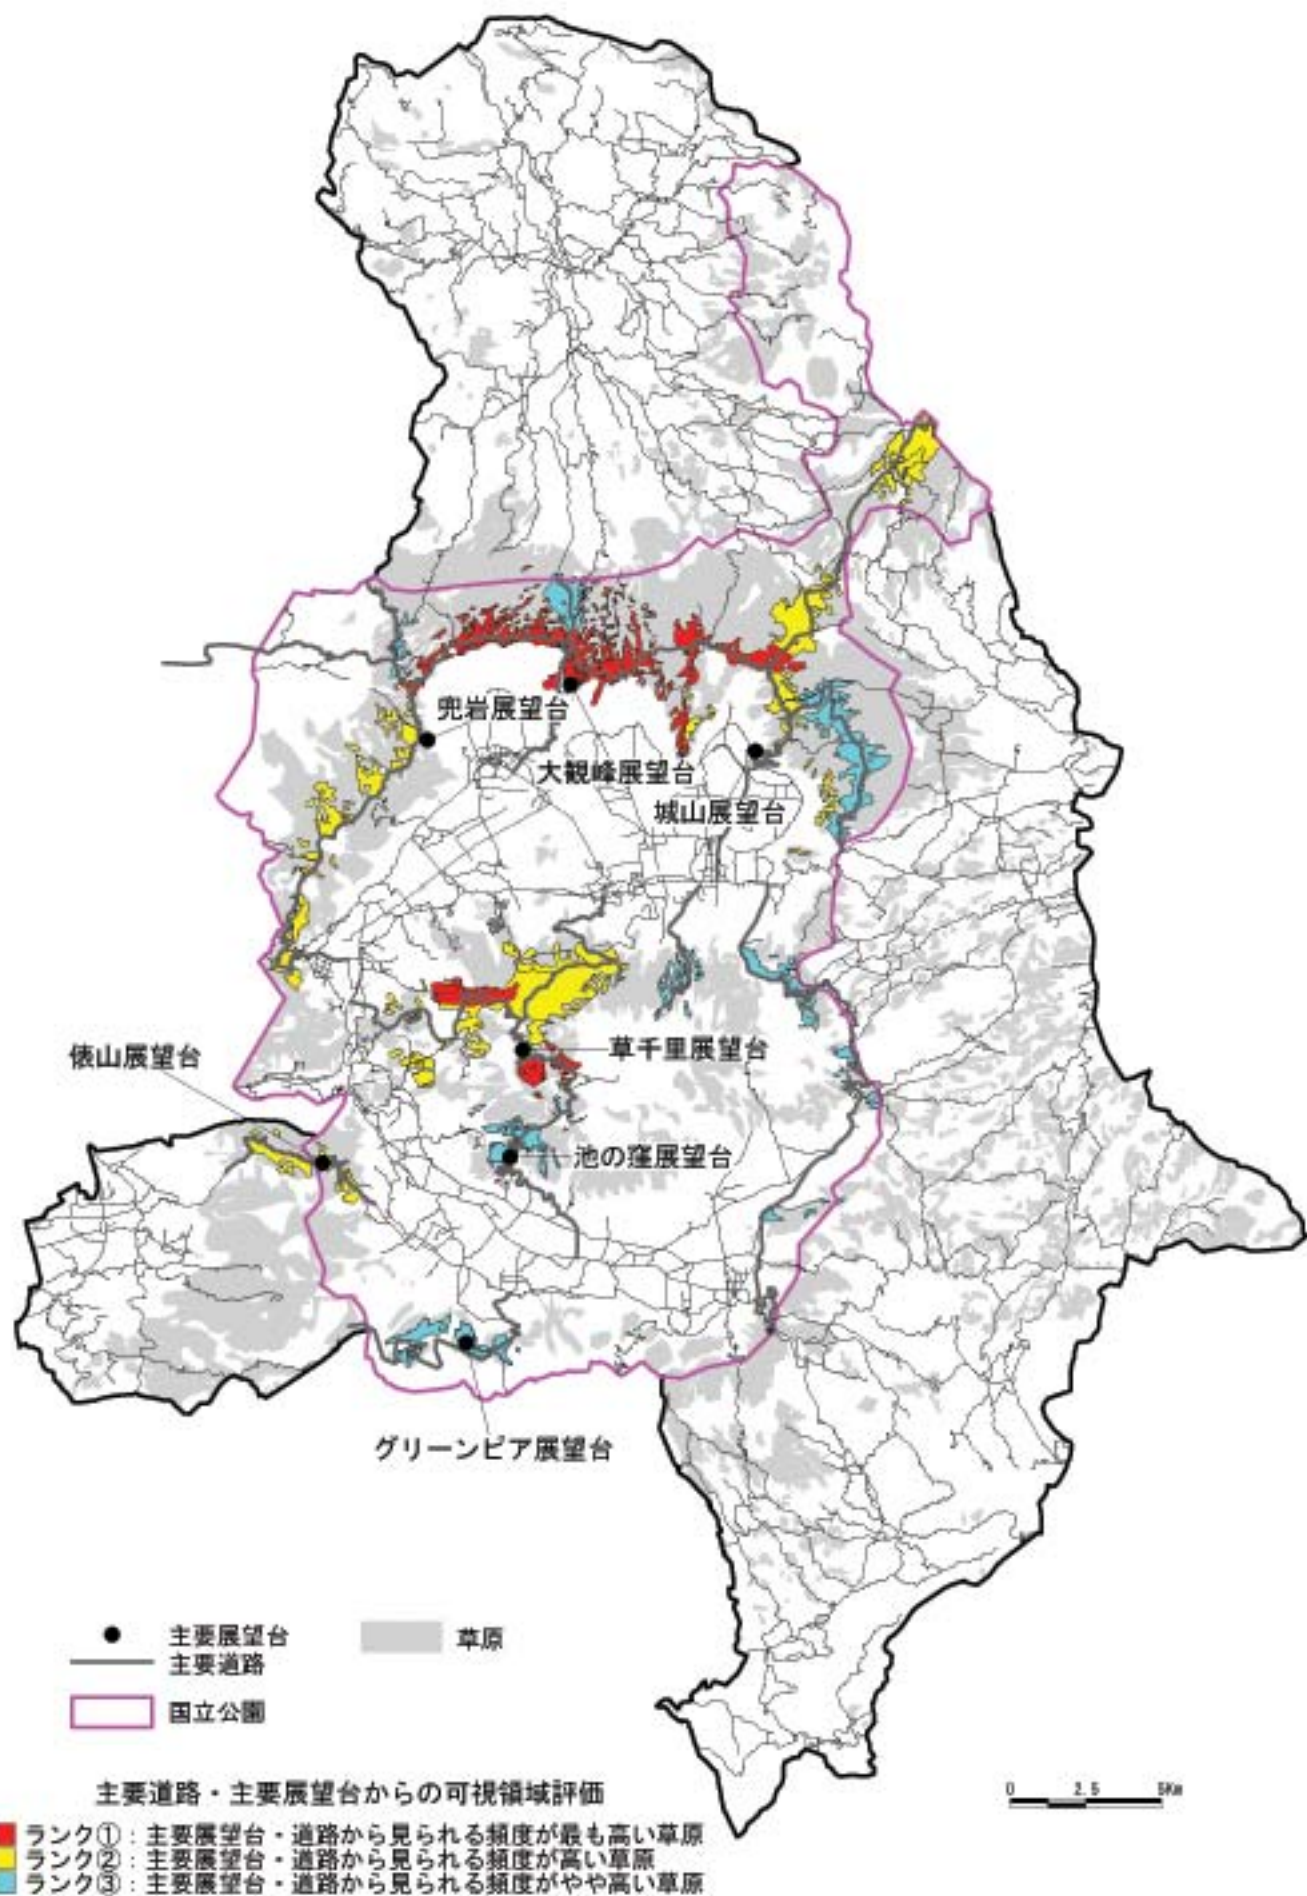 兜岩展望台
大観峰展望台
城山展望台
俵山展望台
草千里展望台
池の窪展望台
グリーンピア展望台
主要展望台
草原
主要道路
国立公園
0 2.5 5Km
主要道路・主要展望台からの可視領域評価
ランク①：主要展望台・道路から見られる頻度が最も高い草原
ランク②：主要展望台・道路から見られる頻度が高い草原
ランク③：主要展望台・道路から見られる頻度がやや高い草原